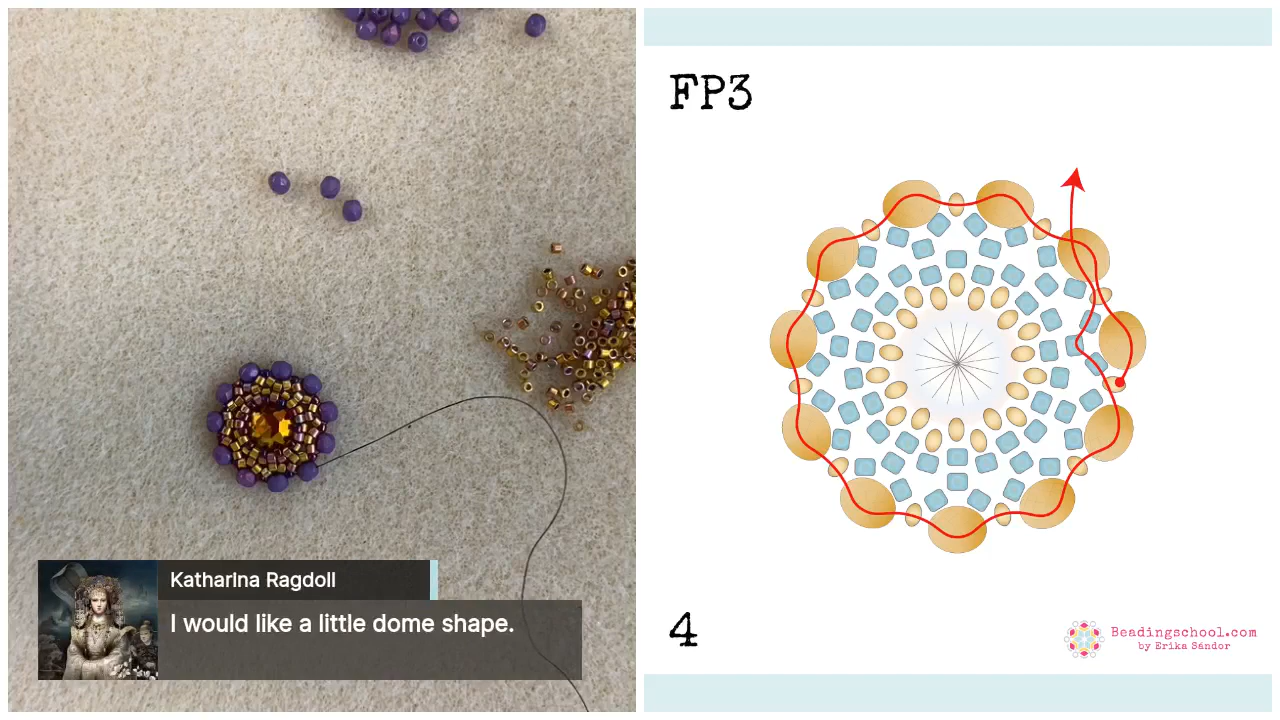 Katharina Ragdoll
I would like a little dome shape.
FP3
4
Beadingschool.com
by Erika Sándor